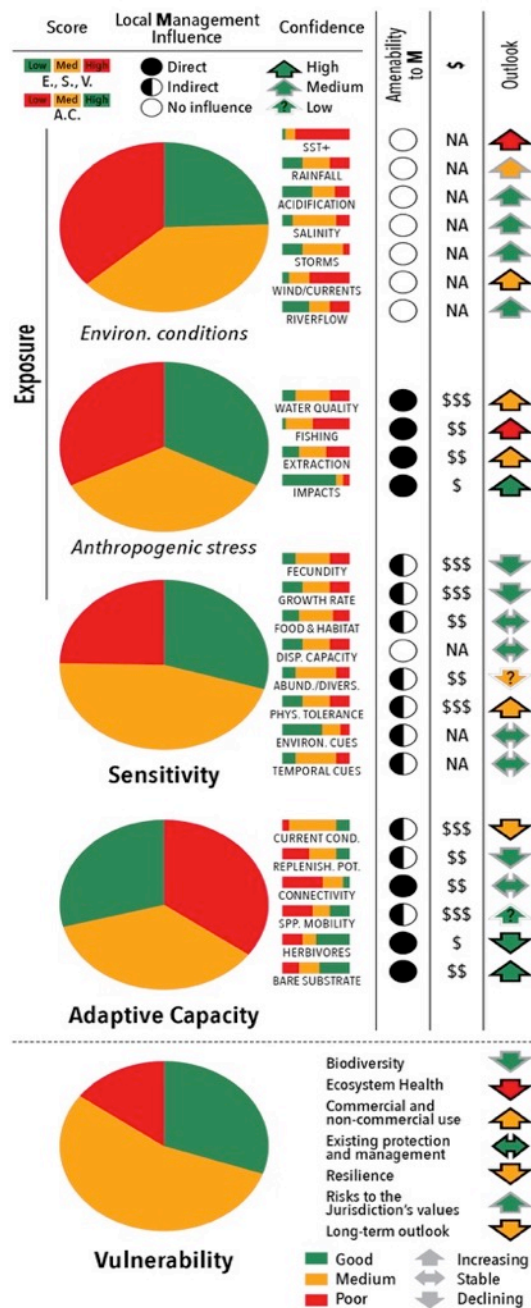 Score
Local Management
Influence
Confidence
Amenability
to M
$
Outlook
Low Med High
E., S., V.
Low Med High
A.C.
Direct
Indirect
No influence
High
Medium
? Low
Exposure
SST+ NA
RAINFALL NA
ACIDIFICATION NA
SALINITY NA
STORMS NA
WIND/CURRENTS NA
RIVERFLOW NA
Environ. conditions
WATER QUALITY $$$
FISHING $$
EXTRACTION $$
IMPACTS $
Anthropogenic stress
FECUNDITY $$$
GROWTH RATE $$$
FOOD & HABITAT $$
DISP. CAPACITY NA
ABUND./DIVERS. $$ ?
PHYS. TOLERANCE $$$
ENVIRON. CUES NA
TEMPORAL CUES NA
Sensitivity
CURRENT COND. $$$
REPLENISH. POT. $$
CONNECTIVITY $$
SPP. MOBILITY $$$ ?
HERBIVORES $
BARE SUBSTRATE $$
Adaptive Capacity
Biodiversity
Ecosystem Health
Commercial and
non-commercial use
Existing protection
and management
Resilience
Risks to the
Jurisdiction's values
Long-term outlook
Vulnerability
Good Increasing
Medium Stable
Poor Declining